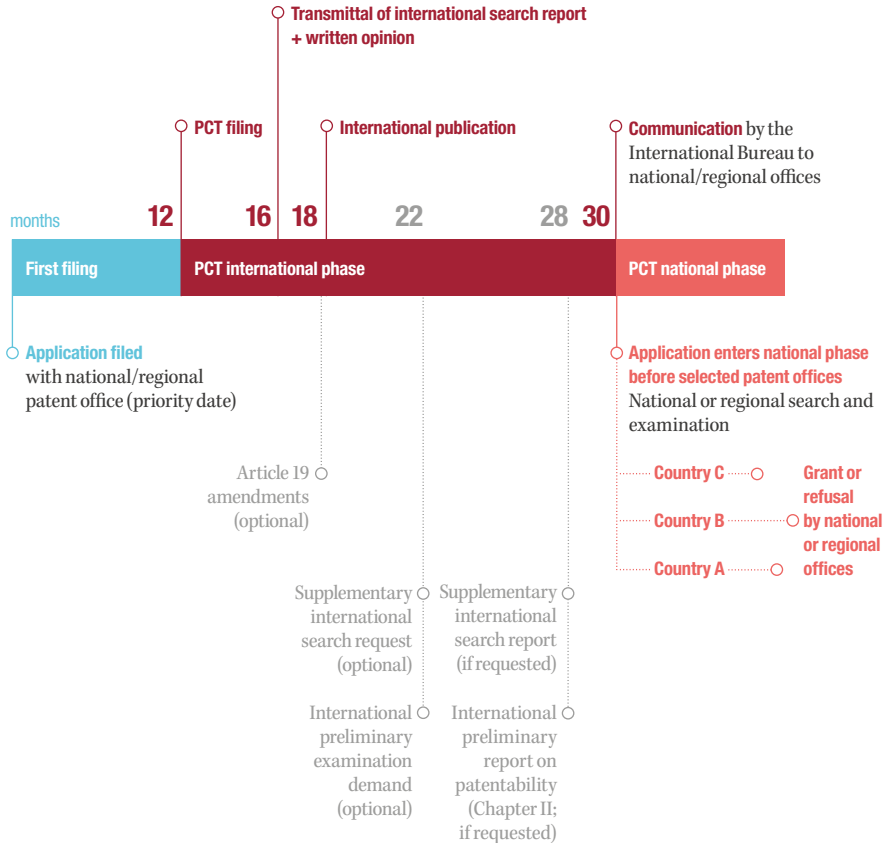 Transmittal of international search report
+ written opinion
PCT filing
International publication
Communication by the
International Bureau to
national/regional offices
months
12
16
18
22
28
30
First filing
PCT international phase
PCT national phase
Application filed
with national/regional
patent office (priority date)
Application enters national phase
before selected patent offices
National or regional search and
examination
Article 19
amendments
(optional)
Country C
Country B
Country A
Grant or
refusal
by national
or regional
offices
Supplementary
international
search request
(optional)
Supplementary
international
search report
(if requested)
International
preliminary
examination
demand
(optional)
International
preliminary
report on
patentability
(Chapter II;
if requested)